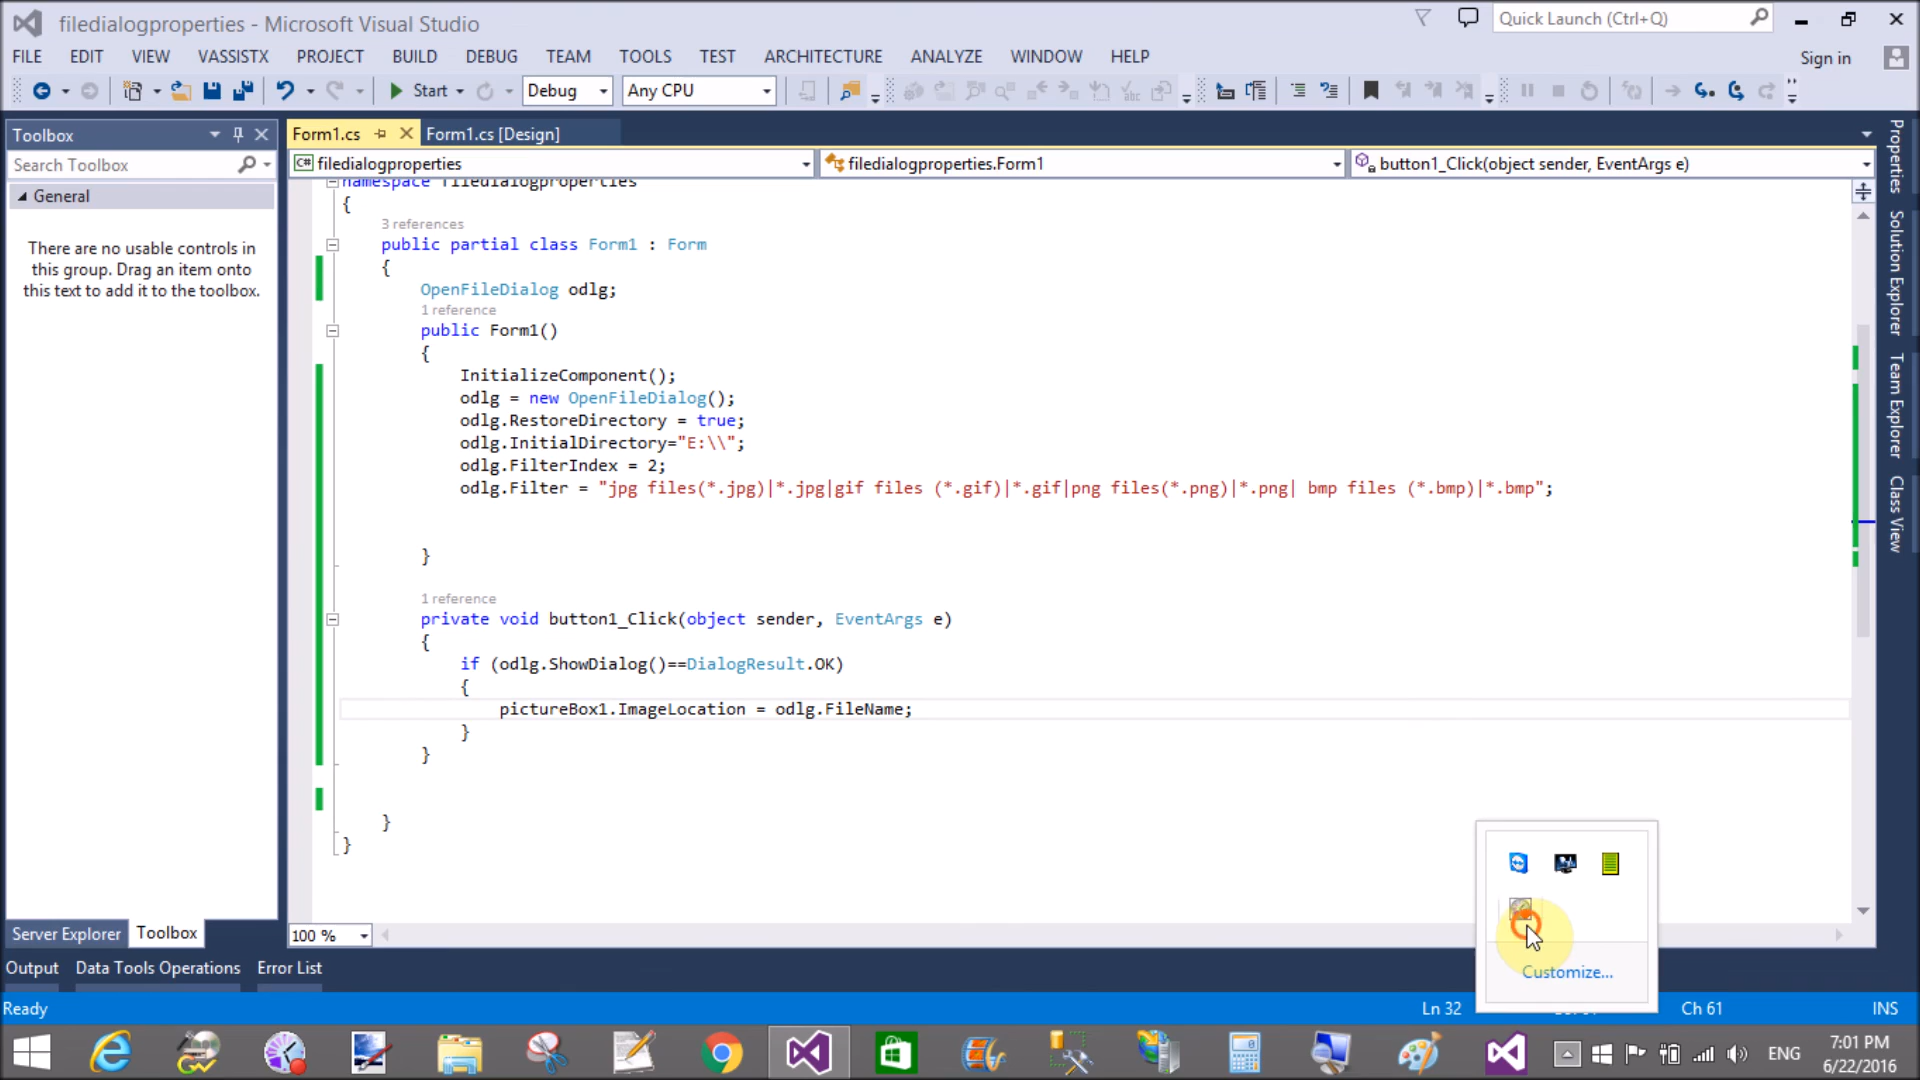 filedialogproperties - Microsoft Visual Studio
Quick Launch (Ctrl+Q)
FILE EDIT VIEW VASSISTX PROJECT BUILD DEBUG TEAM TOOLS TEST ARCHITECTURE ANALYZE WINDOW HELP
Sign in
Start Debug Any CPU
Toolbox
Search Toolbox
General
There are no usable controls in
this group. Drag an item onto
this text to add it to the toolbox.
Form1.cs Form1.cs [Design]
filedialogproperties filedialogproperties.Form1 button1_Click(object sender, EventArgs e)
namespace filedialogproperties
{
3 references
public partial class Form1 : Form
{
OpenFileDialog odlg;
1 reference
public Form1()
{
InitializeComponent();
odlg = new OpenFileDialog();
odlg.RestoreDirectory = true;
odlg.InitialDirectory="E:\\";
odlg.FilterIndex = 2;
odlg.Filter = "jpg files(*.jpg)|*.jpg|gif files (*.gif)|*.gif|png files(*.png)|*.png| bmp files (*.bmp)|*.bmp";
}
1 reference
private void button1_Click(object sender, EventArgs e)
{
if (odlg.ShowDialog()==DialogResult.OK)
{
pictureBox1.ImageLocation = odlg.FileName;
}
}
}
}
Properties
Solution Explorer
Team Explorer
Class View
Customize...
100 %
Server Explorer Toolbox
Output Data Tools Operations Error List
Ready
Ln 32
Ch 61
INS
ENG
7:01 PM
6/22/2016